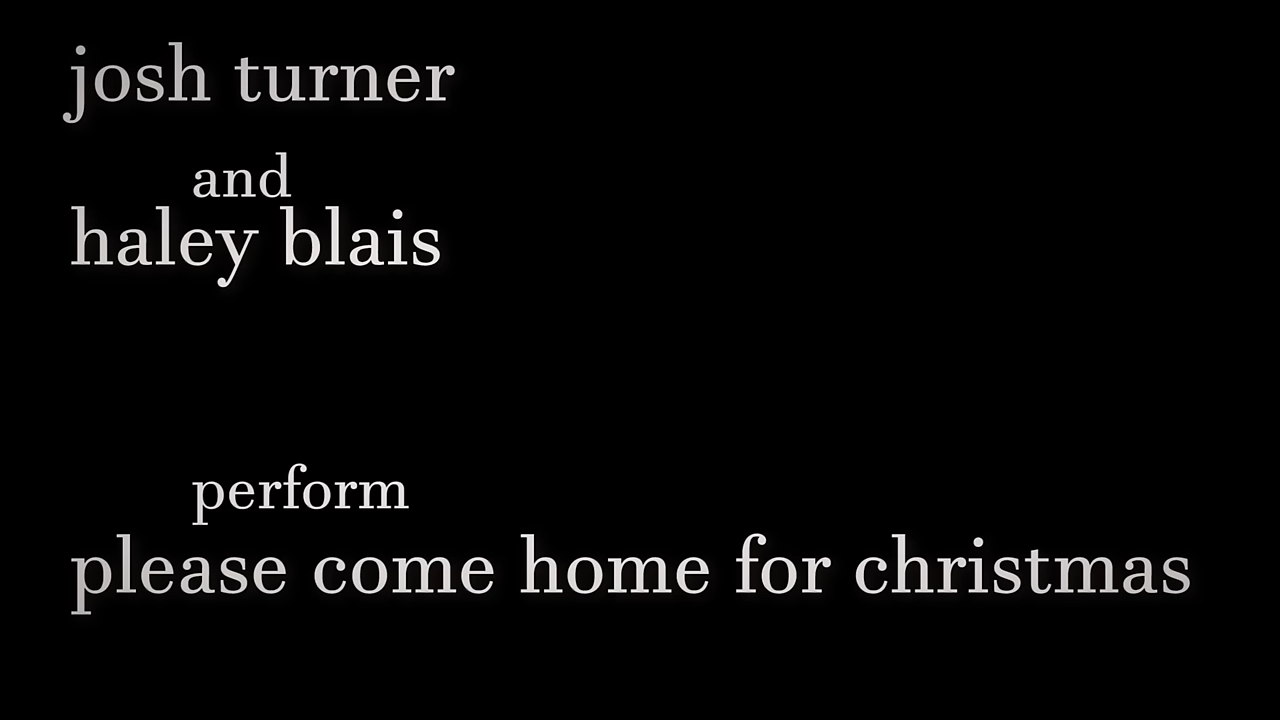 josh turner
and
haley blais
perform
please come home for christmas